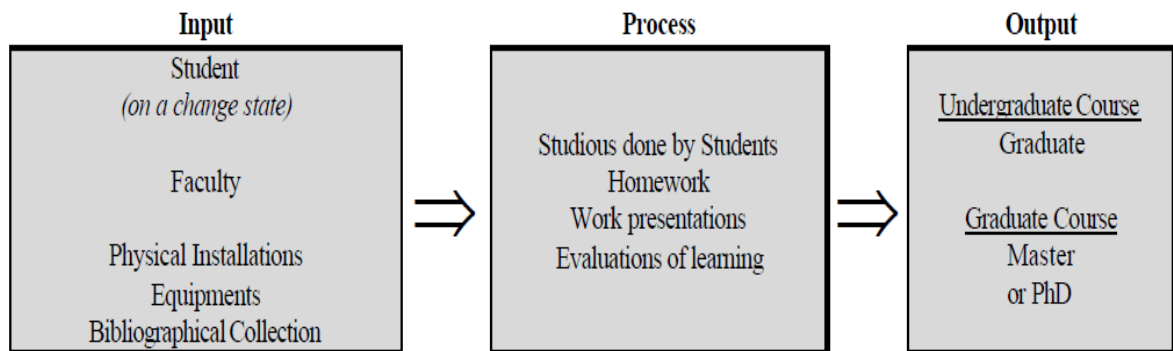 Input
Student
(on a change state)
Faculty
Physical Installations
Equipments
Bibliographical Collection
Process
Studious done by Students
Homework
Work presentations
Evaluations of learning
Output
Undergraduate Course
Graduate
Graduate Course
Master
or PhD